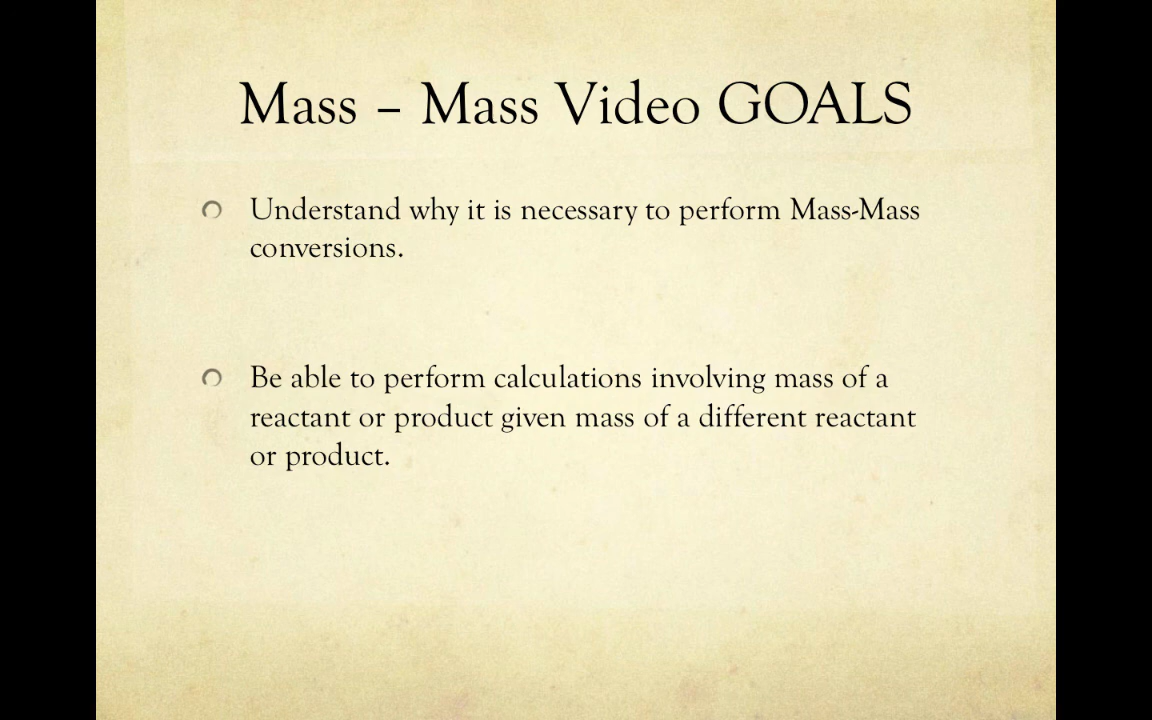 Mass – Mass Video GOALS
Understand why it is necessary to perform Mass-Mass
conversions.
Be able to perform calculations involving mass of a
reactant or product given mass of a different reactant
or product.